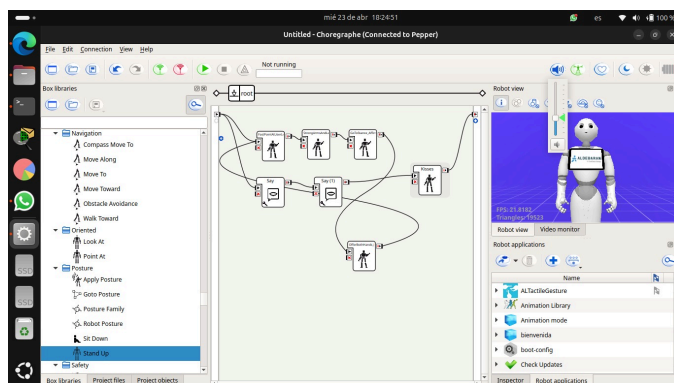 mié 23 de abr 18:24:51
es
100 %
Untitled - Choregraphe (Connected to Pepper)
File Edit Connection View Help
Not running
Box libraries
root
Robot view
Navigation
Compass Move To
Move Along
Move To
Move Toward
Obstacle Avoidance
Walk Toward
Oriented
Look At
Point At
Posture
Apply Posture
Goto Posture
Posture Family
Robot Posture
Sit Down
Stand Up
Safety
Say
Say (1)
Kisses
ALDEBARAN
FPS: 21.8182
Triangles: 19523
Robot view Video monitor
Robot applications
Name
ALTactileGesture
Animation Library
Animation mode
bienvenida
boot-config
Check Updates
SSD
SSD
Box libraries Project files Project objects
Inspector Robot applications